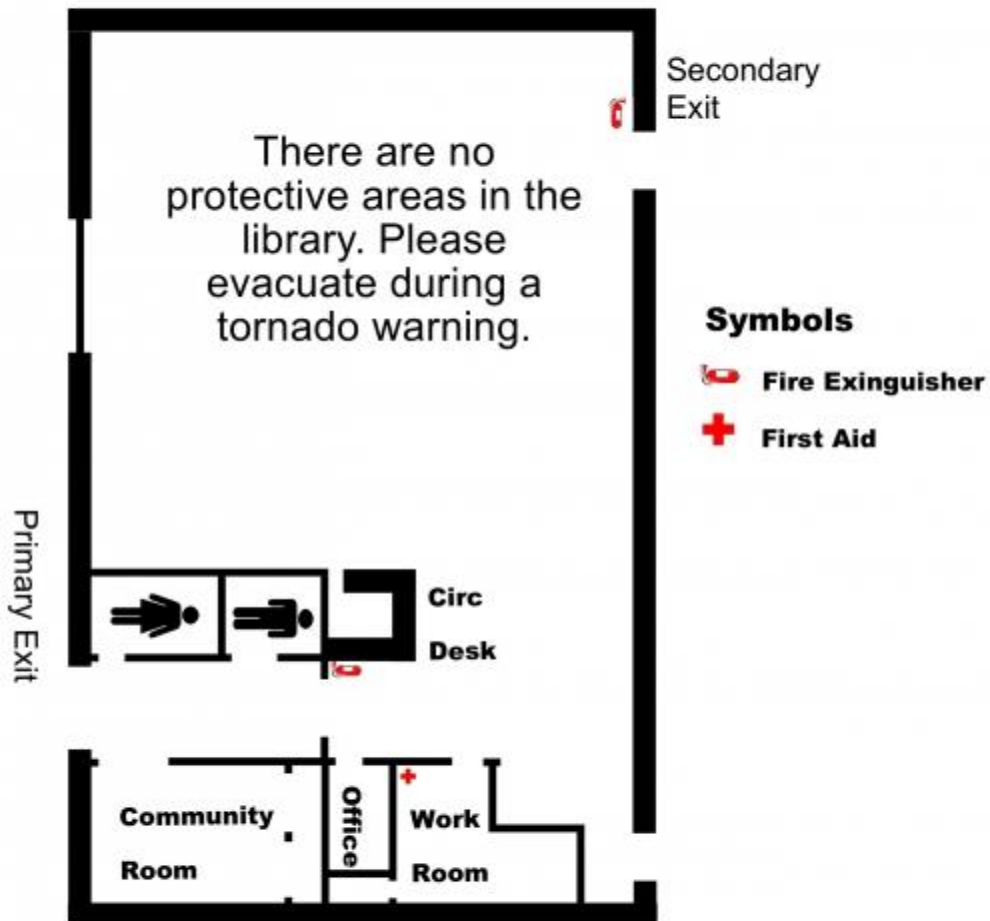 Secondary
Exit
There are no
protective areas in the
library. Please
evacuate during a
tornado warning.
Symbols
Fire Exinguisher
First Aid
Primary Exit
Circ
Desk
Community
Room
Office
Work
Room